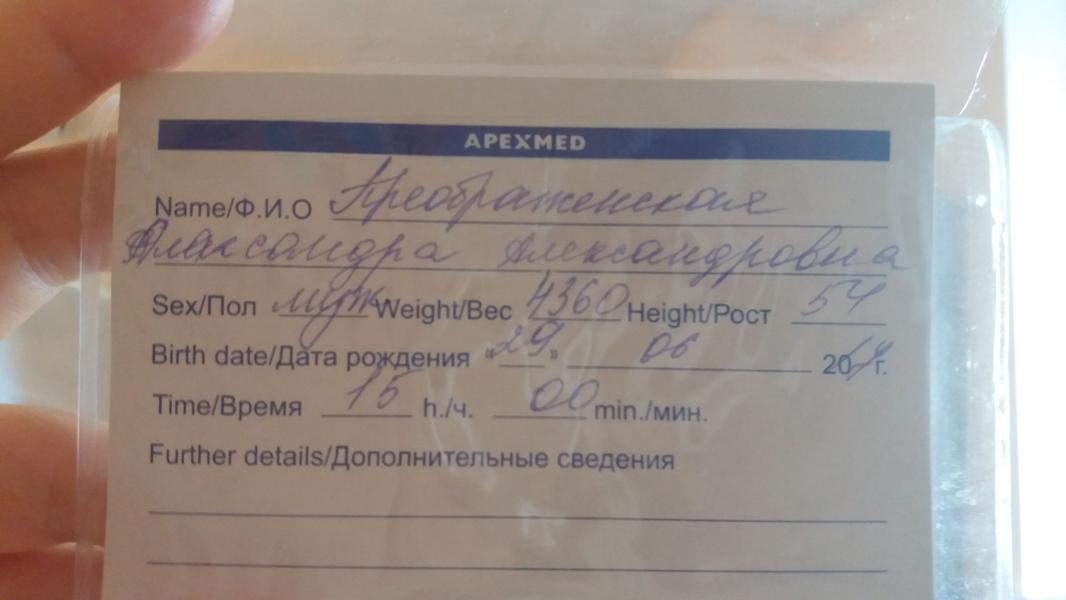 APEXMED
Name/Ф.И.О Преображенская
Александра Александровна
Sex/Пол муж Weight/Вес 4360 Height/Рост 54
Birth date/Дата рождения «29» 06 2017 г.
Time/Время 15 h./ч. 00 min./мин.
Further details/Дополнительные сведения